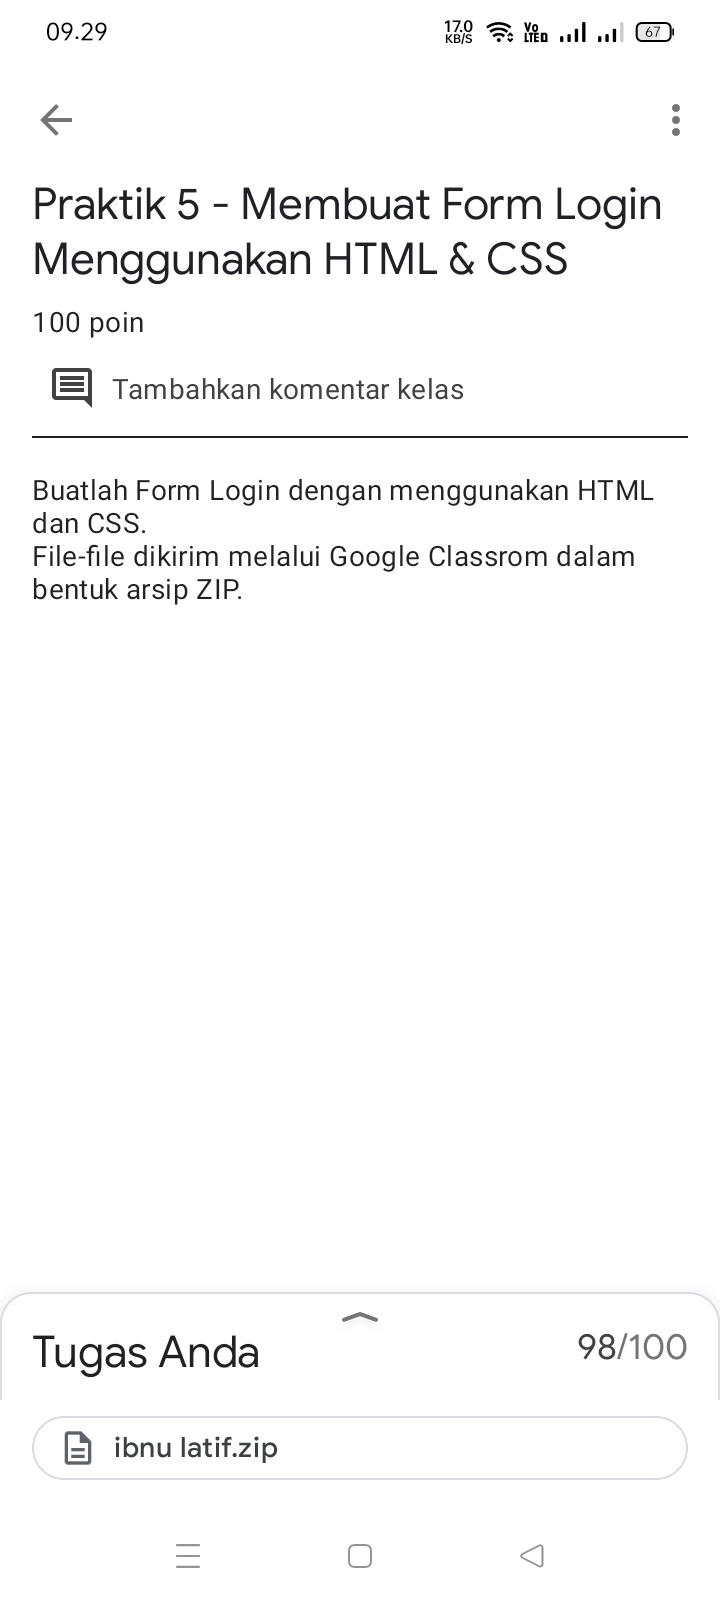 09.29
17.0
KB/S
Vo
LTE
67
Praktik 5 - Membuat Form Login
Menggunakan HTML & CSS
100 poin
Tambahkan komentar kelas
Buatlah Form Login dengan menggunakan HTML
dan CSS.
File-file dikirim melalui Google Classrom dalam
bentuk arsip ZIP.
Tugas Anda
98/100
ibnu latif.zip